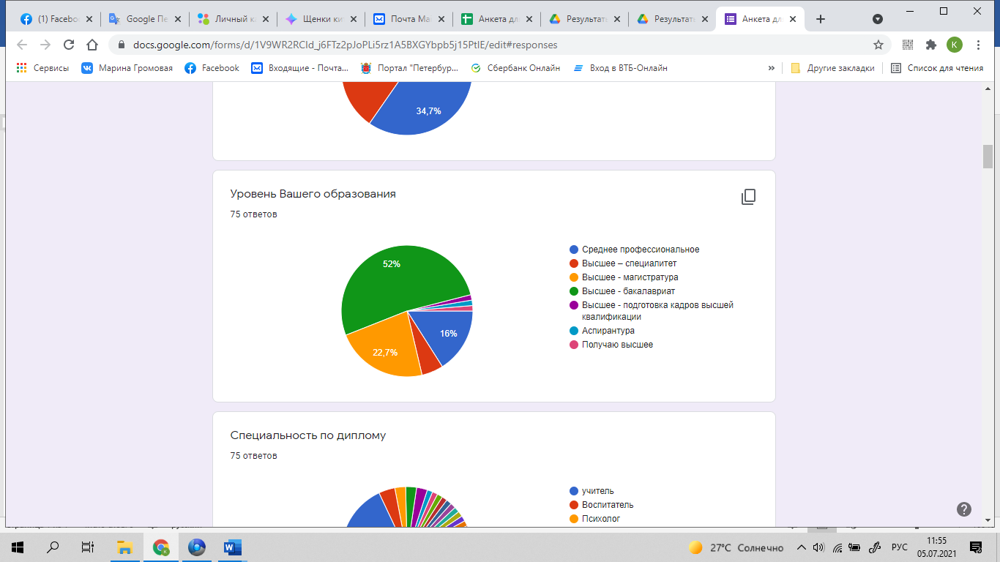 (1) Facebo
Google Пе
Личный к
Щенки ки
Почта Ma
Анкета дл
Результать
Результать
Анкета дл
docs.google.com/forms/d/1V9WR2RCId_j6FTz2pJoPLi5rz1A5BXGYbpb5j15PtIE/edit#responses
K
Сервисы
Марина Громовая
Facebook
Входящие - Почта...
Портал "Петербур...
Сбербанк Онлайн
Вход в ВТБ-Онлайн
»
Другие закладки
Список для чтения
34,7%
Уровень Вашего образования
75 ответов
52%
22,7%
16%
Среднее профессиональное
Высшее – специалитет
Высшее - магистратура
Высшее - бакалавриат
Высшее - подготовка кадров высшей
квалификации
Аспирантура
Получаю высшее
Специальность по диплому
75 ответов
учитель
Воспитатель
Психолог
27°C Солнечно
РУС
11:55
05.07.2021